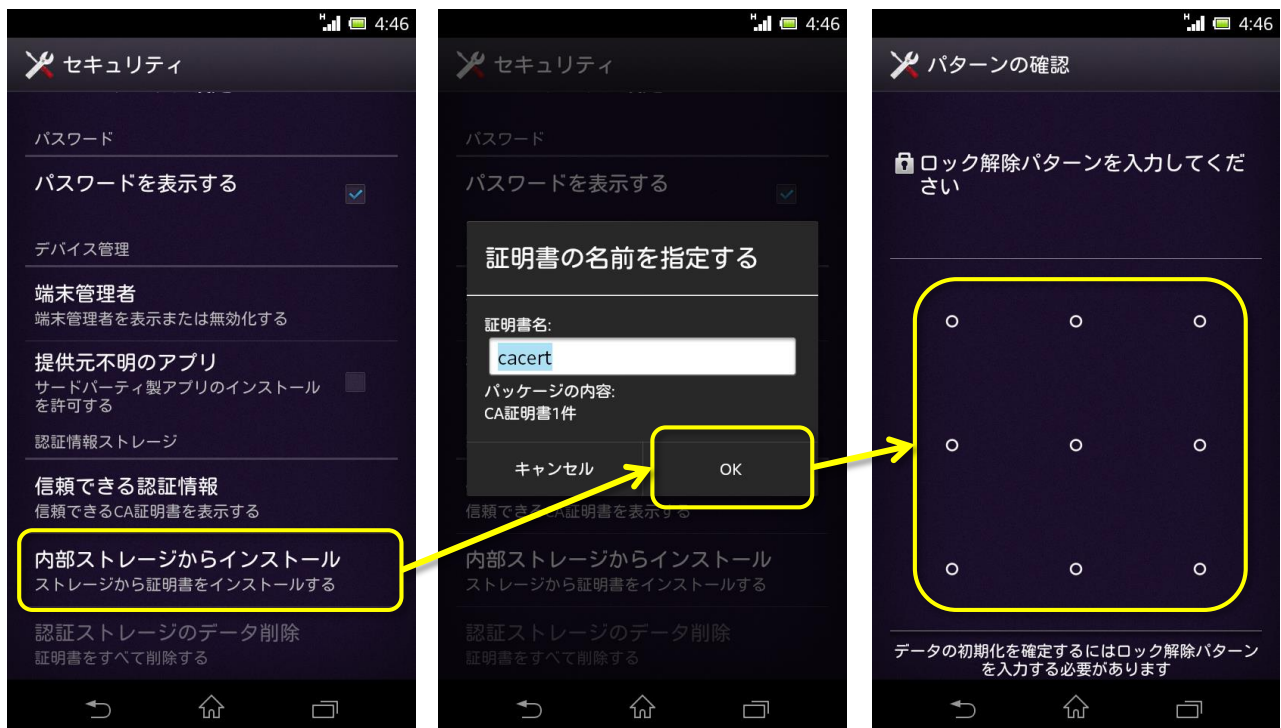 H 4:46
セキュリティ
パスワード
パスワードを表示する
デバイス管理
端末管理者
端末管理者を表示または無効化する
提供元不明のアプリ
サードパーティ製アプリのインストール
を許可する
認証情報ストレージ
信頼できる認証情報
信頼できるCA証明書を表示する
内部ストレージからインストール
ストレージから証明書をインストールする
認証ストレージのデータ削除
証明書をすべて削除する
H 4:46
セキュリティ
パスワード
パスワードを表示する
証明書の名前を指定する
証明書名:
cacert
パッケージの内容:
CA証明書1件
キャンセル
OK
信頼できるCA証明書を表示する
内部ストレージからインストール
ストレージから証明書をインストールする
認証ストレージのデータ削除
証明書をすべて削除する
H 4:46
パターンの確認
ロック解除パターンを入力してくだ
さい
データの初期化を確定するにはロック解除パターン
を入力する必要があります